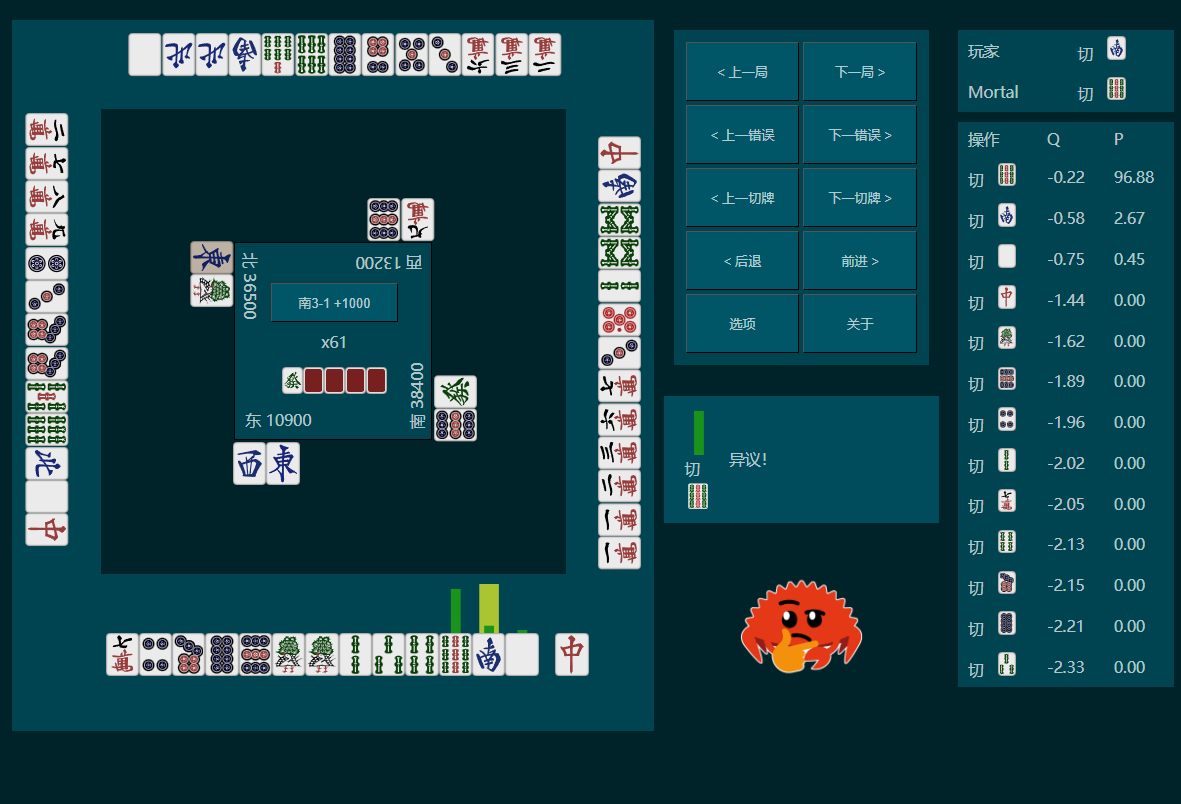 < 上一局
下一局 >
< 上一错误
下一错误 >
< 上一切牌
下一切牌 >
< 后退
前进 >
选项
关于
玩家 切
Mortal 切
操作 Q P
切 -0.22 96.88
切 -0.58 2.67
切 -0.75 0.45
切 -1.44 0.00
切 -1.62 0.00
切 -1.89 0.00
切 -1.96 0.00
切 -2.02 0.00
切 -2.05 0.00
切 -2.13 0.00
切 -2.15 0.00
切 -2.21 0.00
切 -2.33 0.00
北 36500
西 13200
南3-1 +1000
x61
南 38400
东 10900
切
异议!